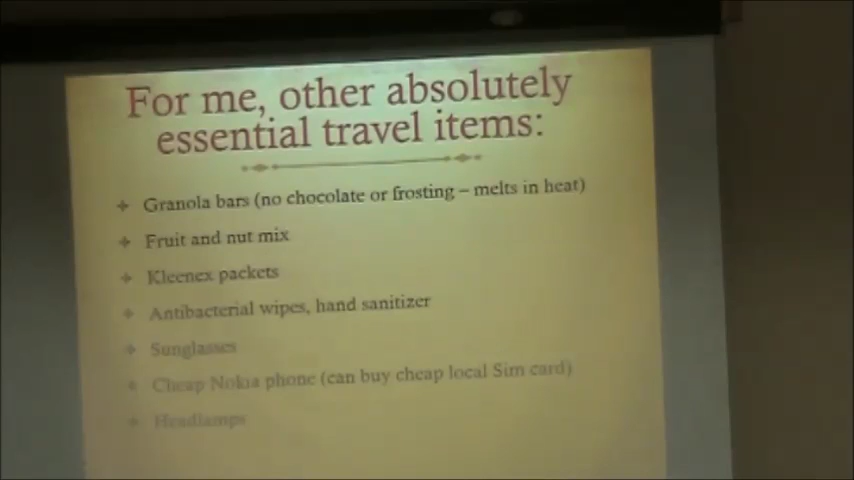 For me, other absolutely
essential travel items:
Granola bars (no chocolate or frosting – melts in heat)
Fruit and nut mix
Kleenex packets
Antibacterial wipes, hand sanitizer
Sunglasses
Cheap Nokia phone (can buy cheap local Sim card)
Headlamps